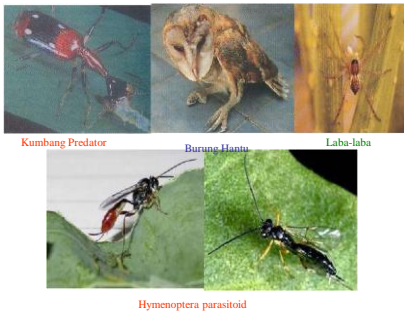 Kumbang Predator
Burung Hantu
Laba-laba
Hymenoptera parasitoid